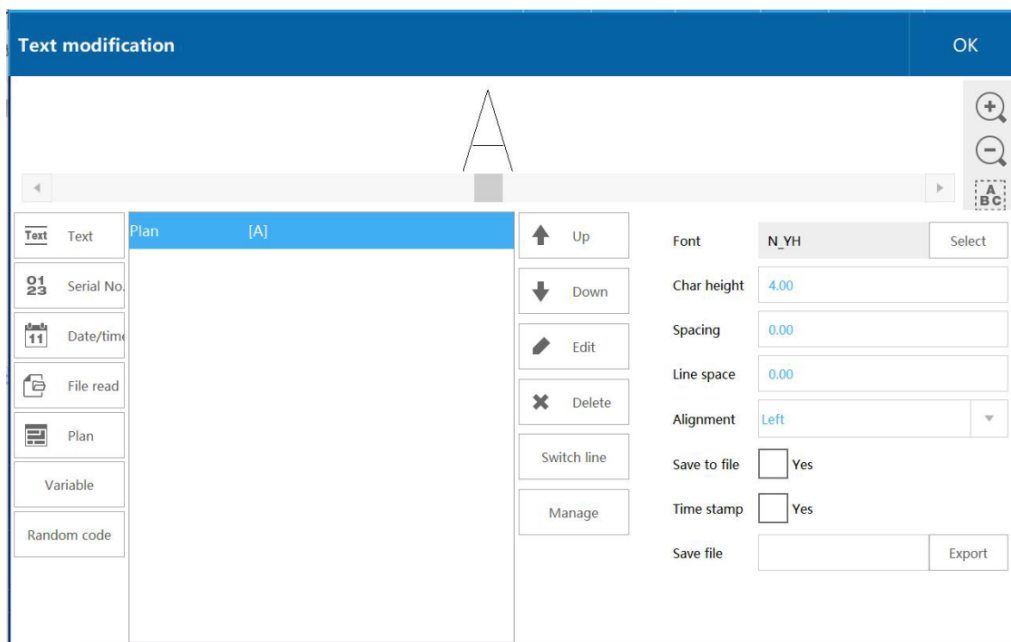 Text modification
OK
A
A
BC
Text Text
01
23 Serial No.
11 Date/time
File read
Plan
Variable
Random code
Plan [A]
Up
Down
Edit
Delete
Switch line
Manage
Font N_YH Select
Char height 4.00
Spacing 0.00
Line space 0.00
Alignment Left
Save to file Yes
Time stamp Yes
Save file Export